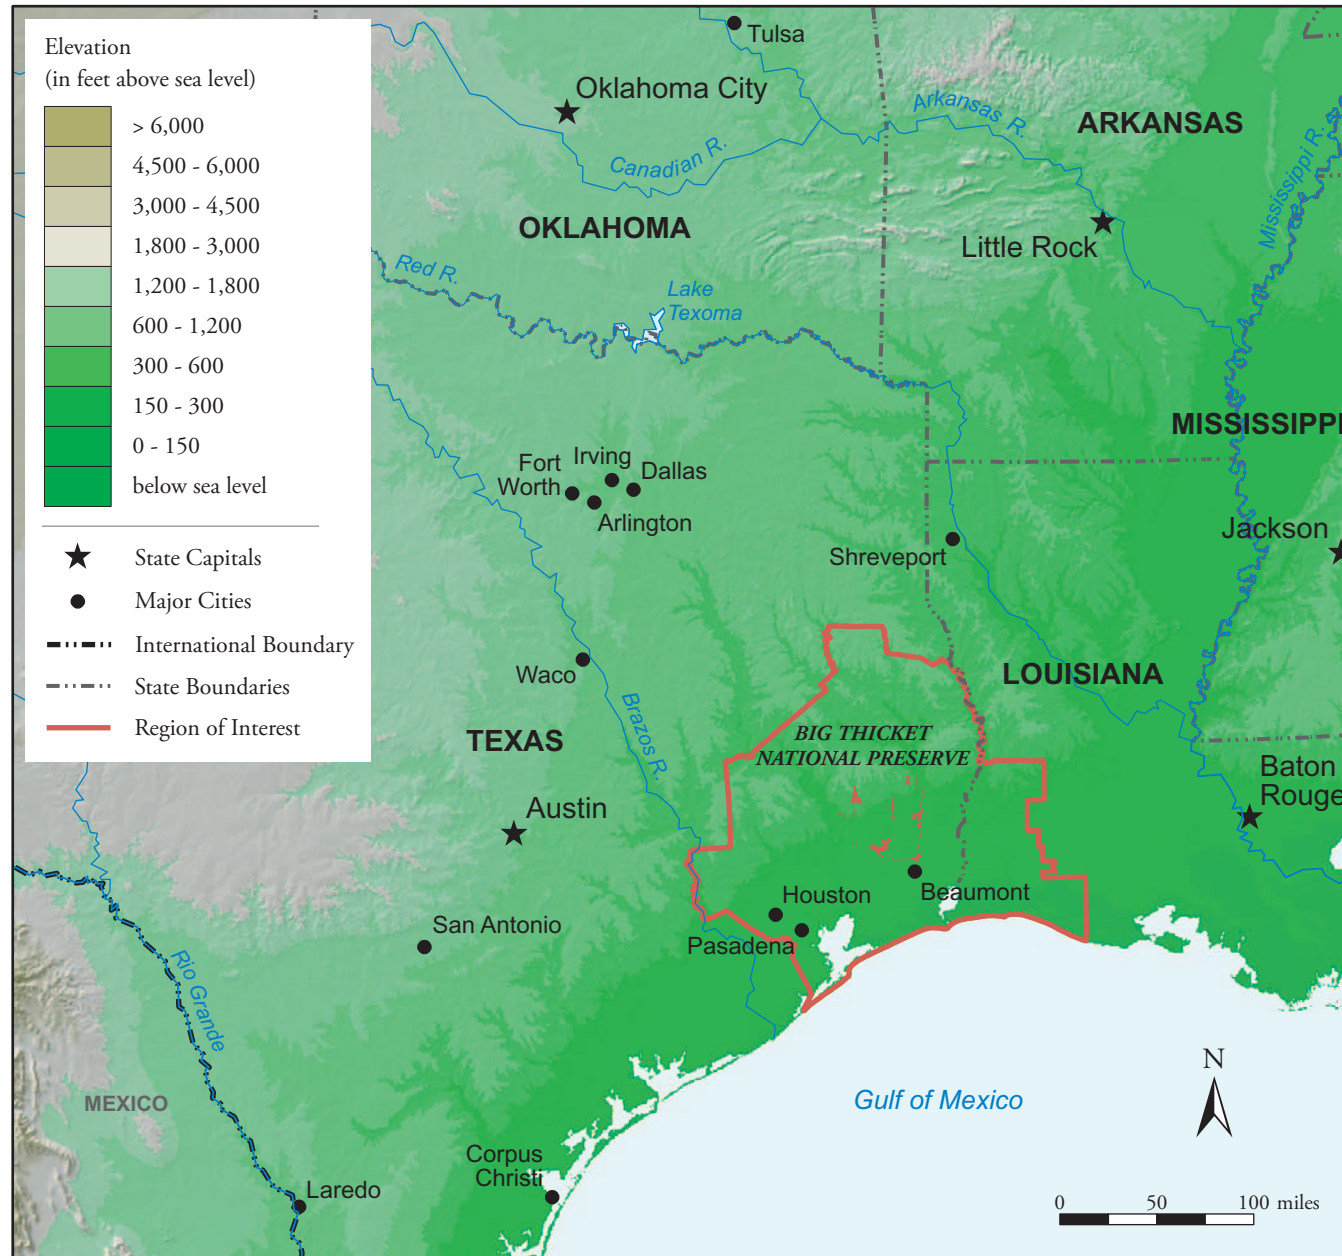 Elevation
(in feet above sea level)
> 6,000
4,500 - 6,000
3,000 - 4,500
1,800 - 3,000
1,200 - 1,800
600 - 1,200
300 - 600
150 - 300
0 - 150
below sea level
State Capitals
Major Cities
International Boundary
State Boundaries
Region of Interest
Tulsa
Oklahoma City
Arkansas R.
ARKANSAS
Mississippi R.
Canadian R.
OKLAHOMA
Little Rock
Red R.
Lake
Texoma
MISSISSIPPI
Fort
Worth
Irving
Dallas
Arlington
Shreveport
Jackson
Waco
LOUISIANA
Brazos R.
TEXAS
BIG THICKET
NATIONAL PRESERVE
Baton
Rouge
Austin
Beaumont
Houston
Pasadena
San Antonio
Rio Grande
MEXICO
Gulf of Mexico
N
Corpus
Christi
Laredo
0 50 100 miles